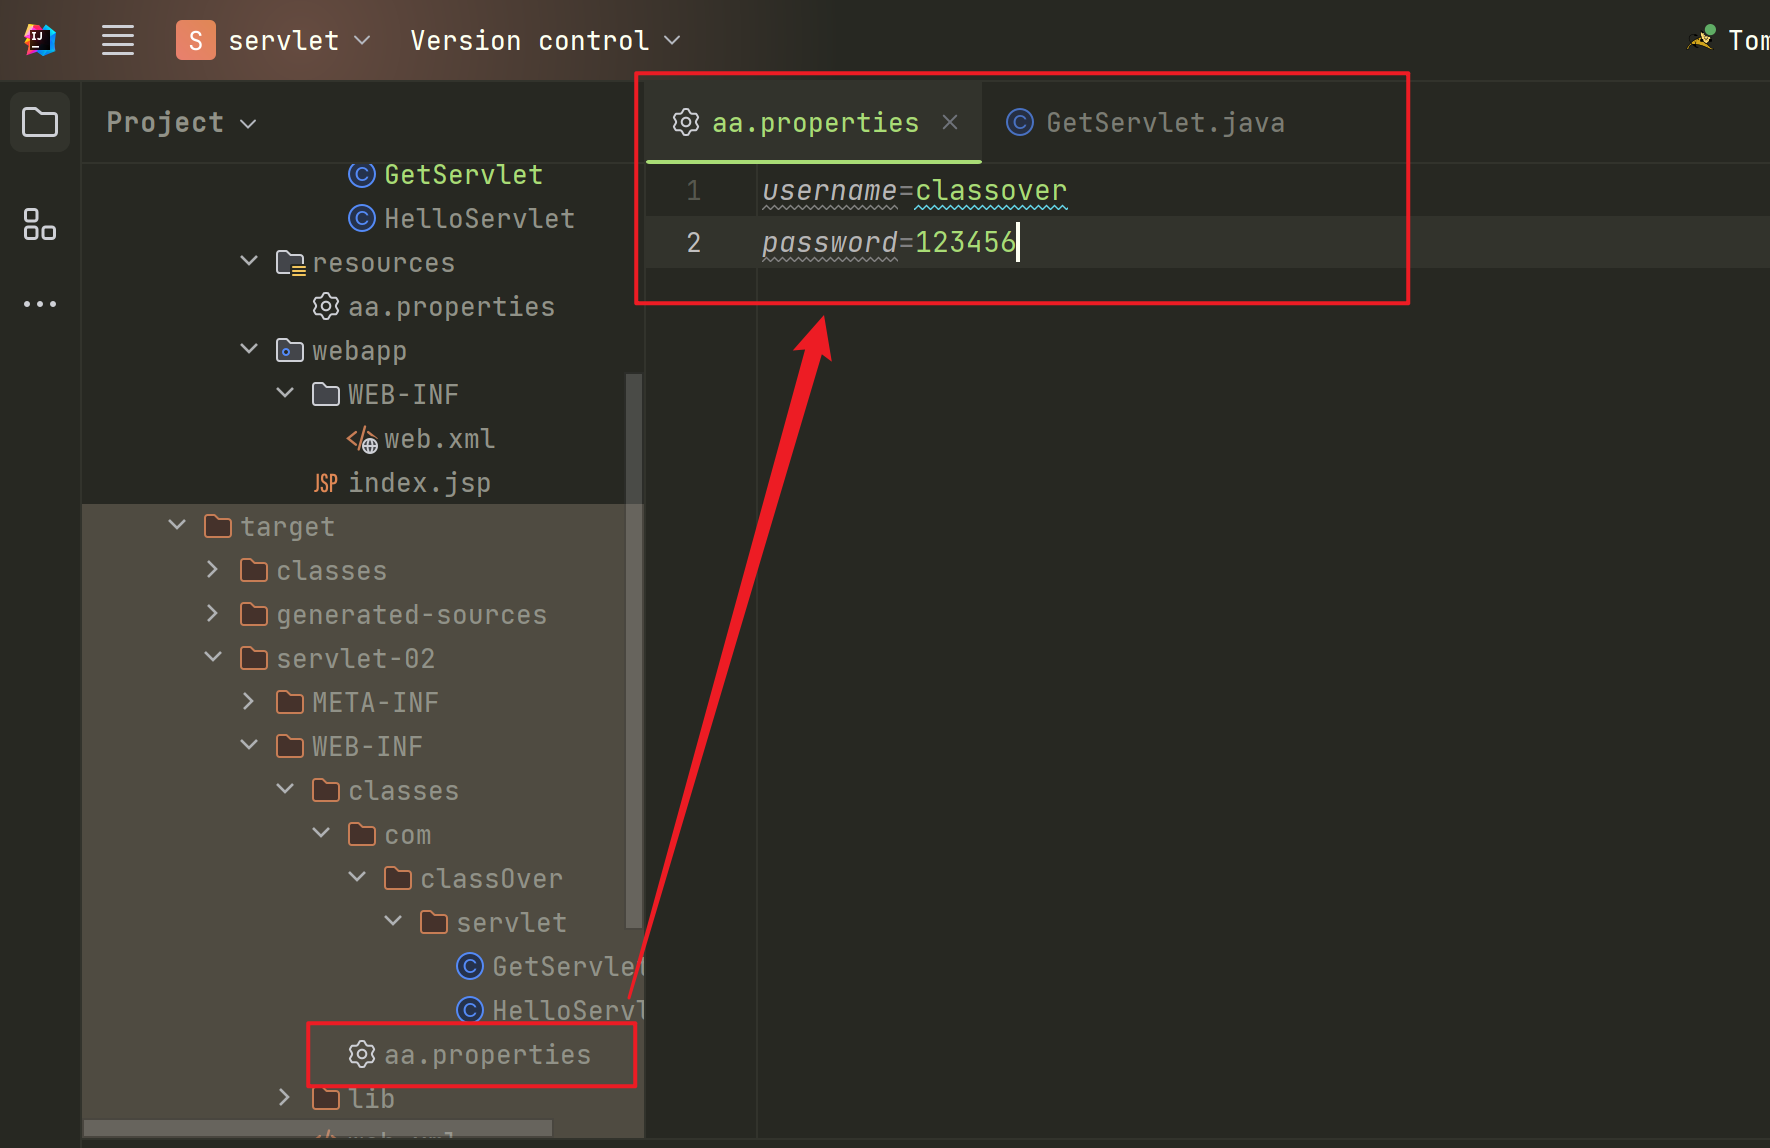 S servlet Version control
Project
aa.properties
GetServlet.java
GetServlet
HelloServlet
resources
aa.properties
webapp
WEB-INF
web.xml
JSP index.jsp
target
classes
generated-sources
servlet-02
META-INF
WEB-INF
classes
com
classOver
servlet
GetServlet
HelloServl
aa.properties
lib
1 username=classover
2 password=123456